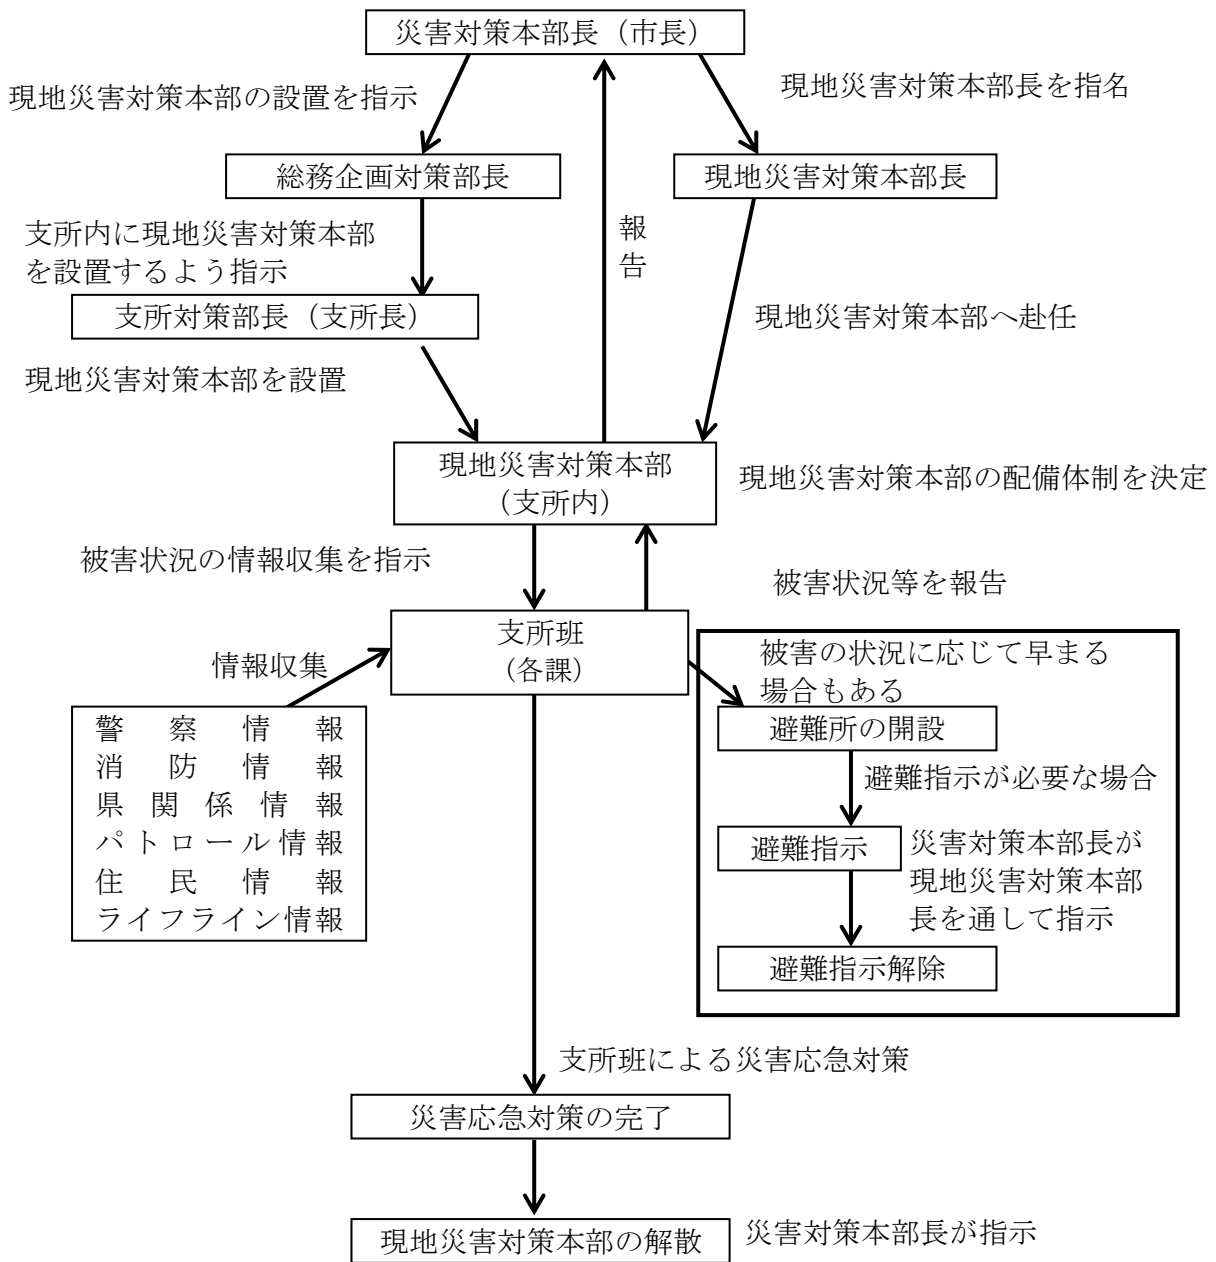 災害対策本部長（市長）
現地災害対策本部の設置を指示
現地災害対策本部長を指名
総務企画対策部長
現地災害対策本部長
報
告
支所内に現地災害対策本部
を設置するよう指示
支所対策部長（支所長）
現地災害対策本部へ赴任
現地災害対策本部を設置
現地災害対策本部
（支所内）
現地災害対策本部の配備体制を決定
被害状況の情報収集を指示
被害状況等を報告
支所班
（各課）
情報収集
被害の状況に応じて早まる
場合もある
警察情報
消防情報
県関係情報
パトロール情報
住民情報
ライフライン情報
避難所の開設
避難指示が必要な場合
避難指示
災害対策本部長が
現地災害対策本部
長を通して指示
避難指示解除
支所班による災害応急対策
災害応急対策の完了
現地災害対策本部の解散
災害対策本部長が指示